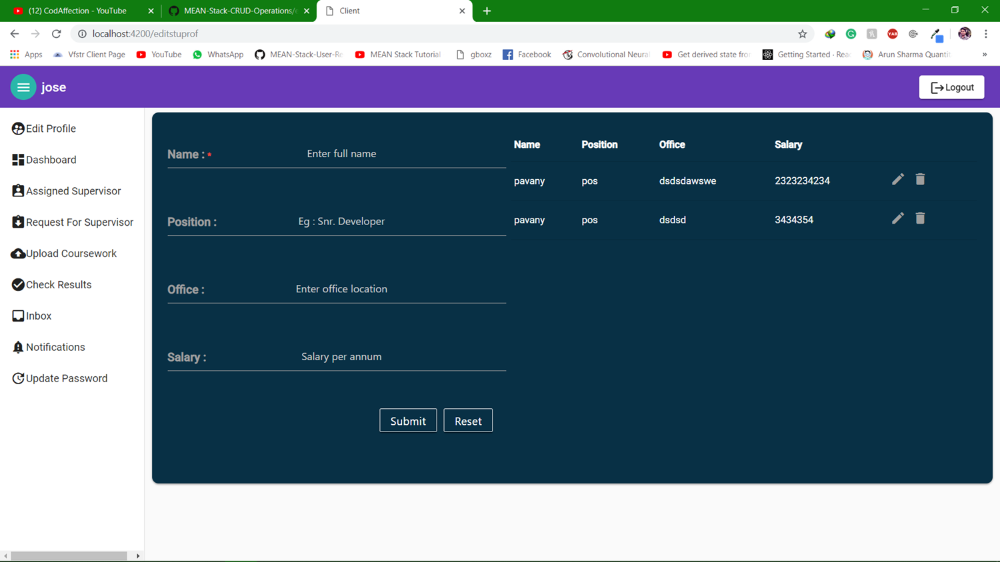 (12) CodAffection - YouTube
MEAN-Stack-CRUD-Operations/
Client
localhost:4200/editstuprof
YAB
Apps
Vfstr Client Page
YouTube
WhatsApp
MEAN-Stack-User-Re
MEAN Stack Tutorial
gboxz
Facebook
Convolutional Neura
Get derived state fro
Getting Started · Rea
Arun Sharma Quantit
»
jose
Logout
Edit Profile
Dashboard
Assigned Supervisor
Request For Supervisor
Upload Coursework
Check Results
Inbox
Notifications
Update Password
Name : *
Enter full name
Position :
Eg : Snr. Developer
Office :
Enter office location
Salary :
Salary per annum
Submit
Reset
Name Position Office Salary
pavany pos dsdsdawswe 2323234234
pavany pos dsdsd 3434354